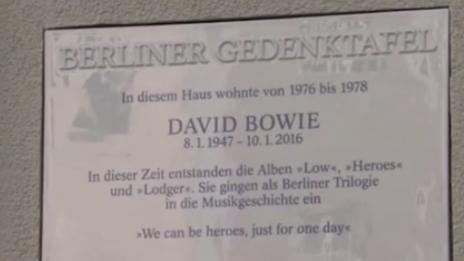 BERLINER GEDENKTAFEL
In diesem Haus wohnte von 1976 bis 1978
DAVID BOWIE
8. 1. 1947 – 10. 1. 2016
In dieser Zeit entstanden die Alben »Low«, »Heroes«
und »Lodger«. Sie gingen als Berliner Trilogie
in die Musikgeschichte ein
»We can be heroes, just for one day«